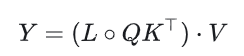 Y = (L ∘ QK⊤) · V